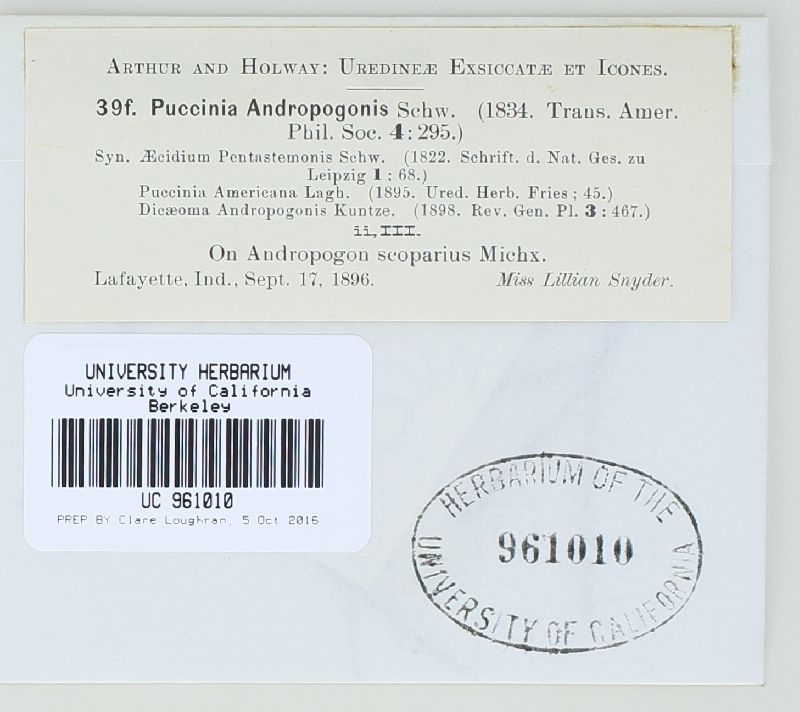 Arthur and Holway: Uredineæ Exsiccatæ et Icones.
39f. Puccinia Andropogonis Schw. (1834. Trans. Amer.
Phil. Soc. 4:295.)
Syn. Æcidium Pentastemonis Schw. (1822. Schrift. d. Nat. Ges. zu
Leipzig 1:68.)
Puccinia Americana Lagh. (1895. Ured. Herb. Fries; 45.)
Dicæoma Andropogonis Kuntze. (1898. Rev. Gen. Pl. 3:467.)
ii, III.
On Andropogon scoparius Michx.
Lafayette, Ind., Sept. 17, 1896. Miss Lillian Snyder.
UNIVERSITY HERBARIUM
University of California
Berkeley
UC 961010
PREP BY Clare Loughran, 5 Oct 2016
HERBARIUM OF THE
961010
UNIVERSITY OF CALIFORNIA